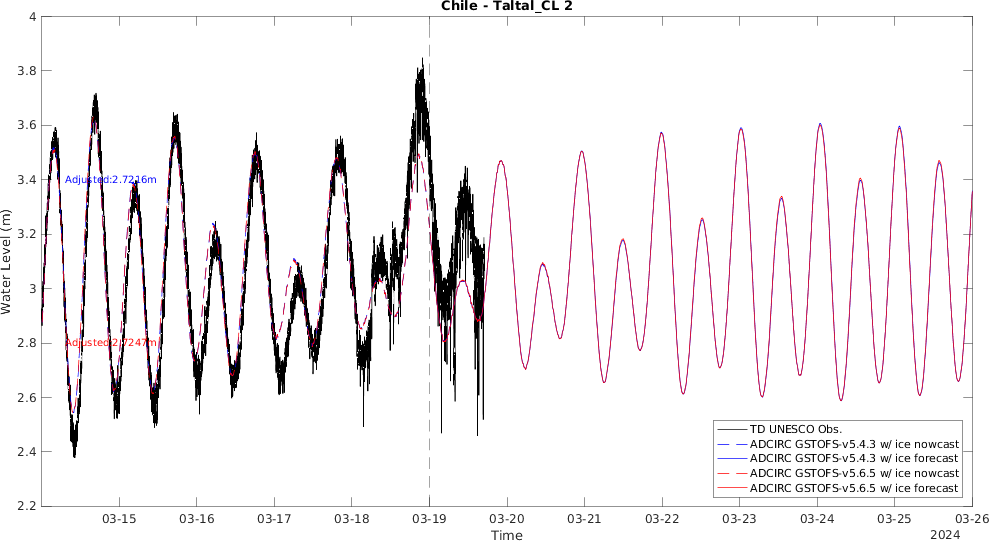 Chile - Taltal_CL 2
4
3.8
3.6
3.4
3.2
3
2.8
2.6
2.4
2.2
Water Level (m)
Adjusted:2.7216m
Adjusted:2.7247m
TD UNESCO Obs.
ADCIRC GSTOFS-v5.4.3 w/ ice nowcast
ADCIRC GSTOFS-v5.4.3 w/ ice forecast
ADCIRC GSTOFS-v5.6.5 w/ ice nowcast
ADCIRC GSTOFS-v5.6.5 w/ ice forecast
03-15 03-16 03-17 03-18 03-19 03-20 03-21 03-22 03-23 03-24 03-25 03-26
Time
2024